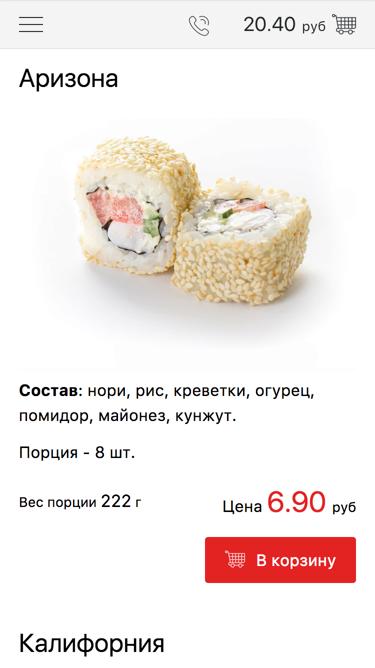 20.40 руб
Аризона
Состав: нори, рис, креветки, огурец,
помидор, майонез, кунжут.
Порция - 8 шт.
Вес порции 222 г
Цена 6.90 руб
В корзину
Калифорния